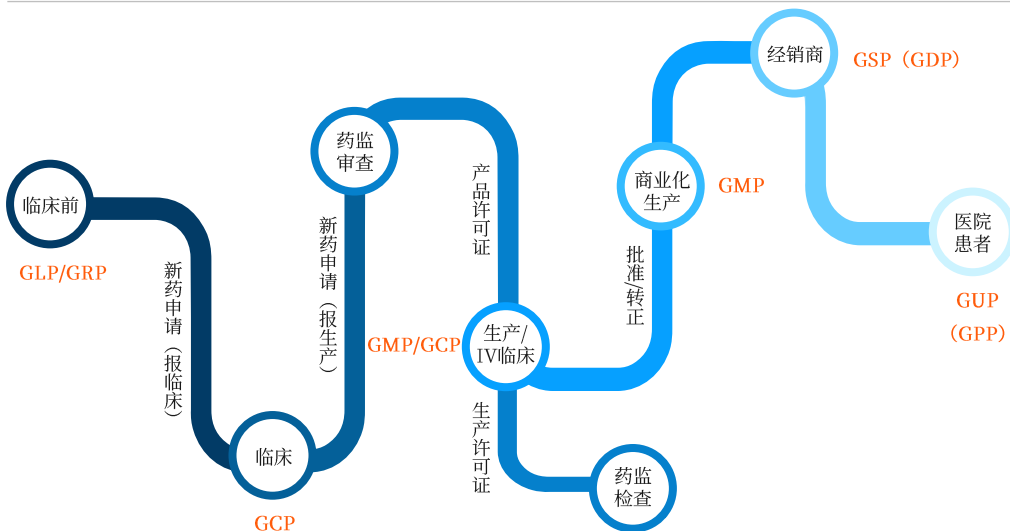 临床前
GLP/GRP
新药申请（报临床）
临床
GCP
新药申请（报生产）
药监
审查
产品许可证
GMP/GCP
生产/
IV临床
生产许可证
药监
检查
批准/转正
商业化
生产
GMP
经销商
GSP（GDP）
医院
患者
GUP
（GPP）